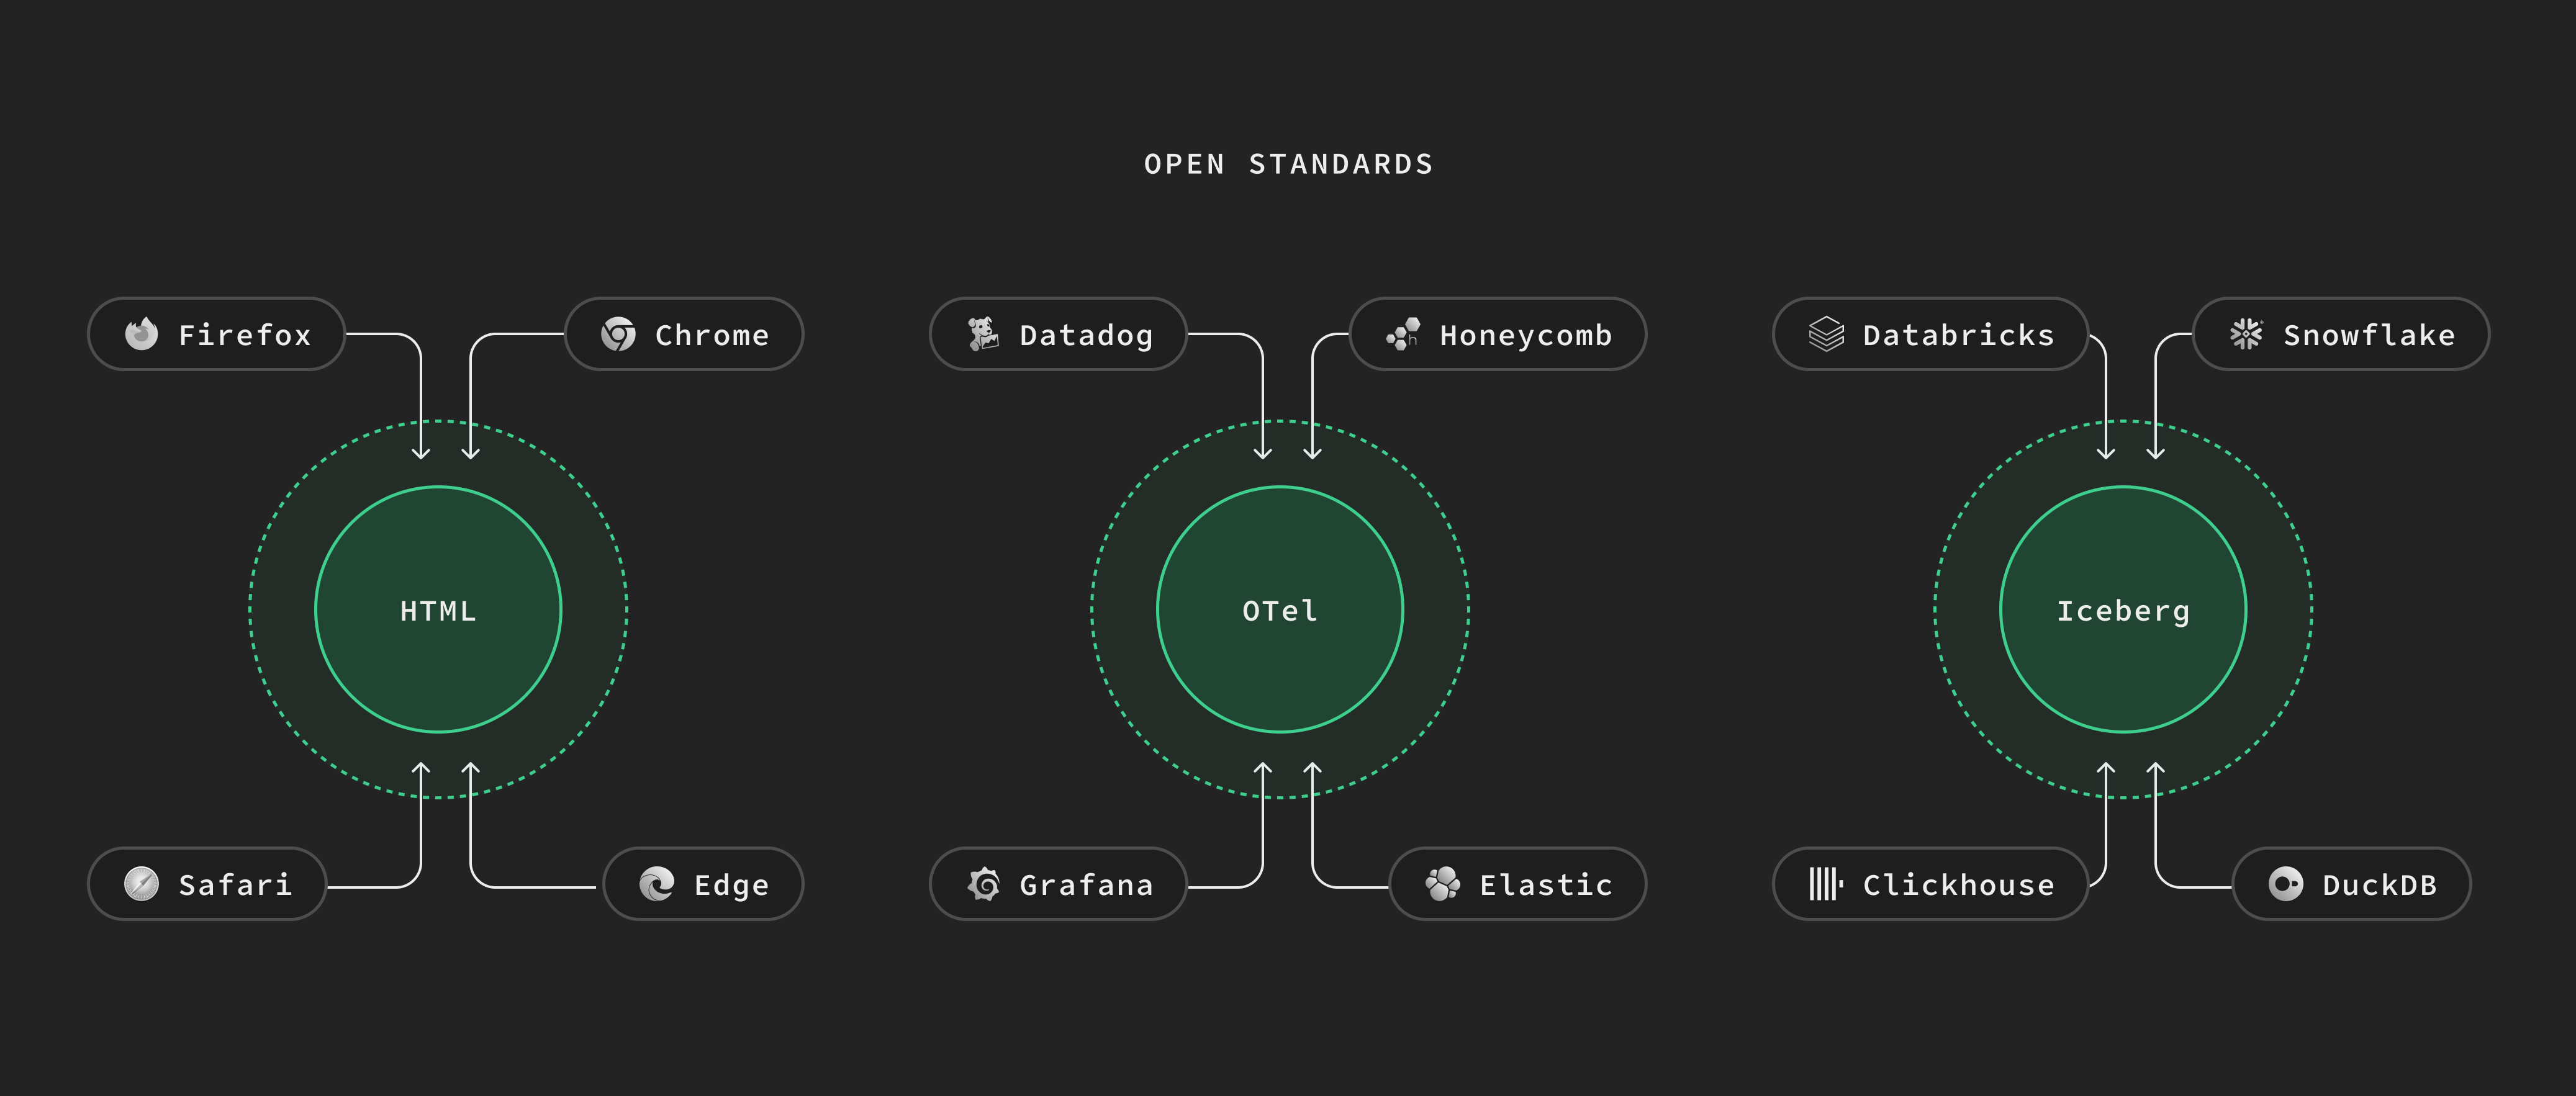 OPEN STANDARDS
Firefox
Chrome
Datadog
Honeycomb
Databricks
Snowflake
HTML
OTel
Iceberg
Safari
Edge
Grafana
Elastic
Clickhouse
DuckDB